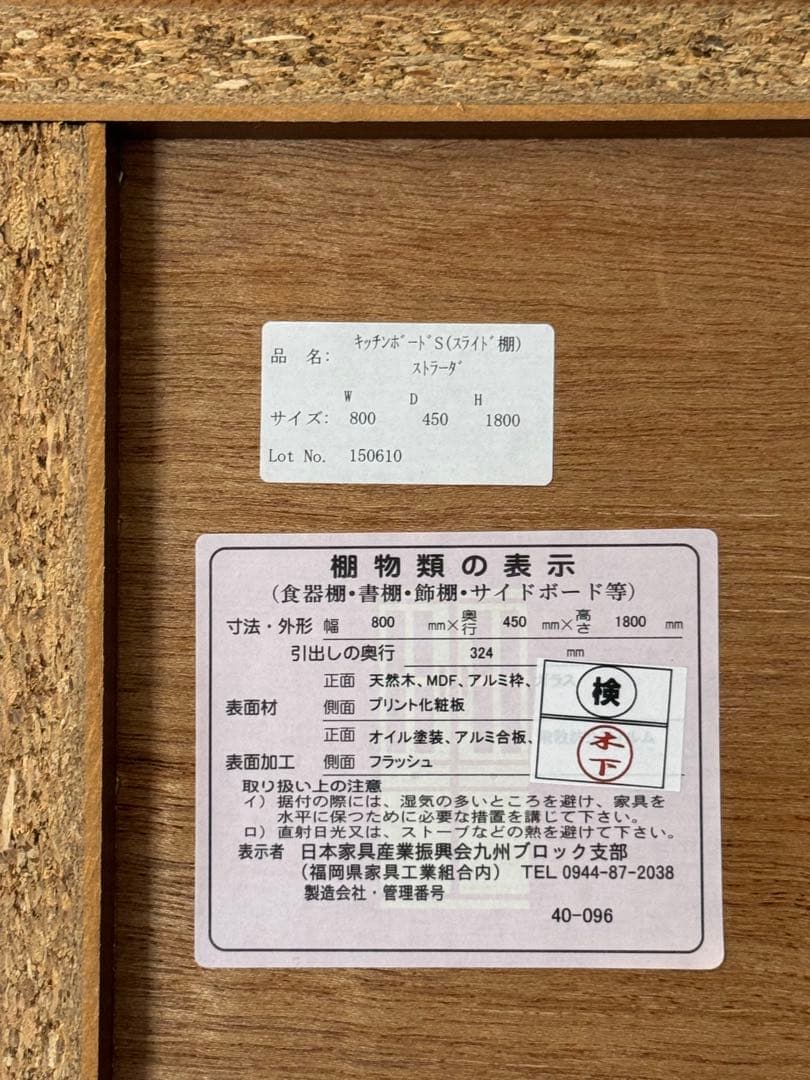 品 名: ｷｯﾁﾝﾎﾞｰﾄﾞS(ｽﾗｲﾄﾞ棚)
ｽﾄﾗｰﾀﾞ
W D H
サイズ: 800 450 1800
Lot No. 150610
棚物類の表示
(食器棚・書棚・飾棚・サイドボード等)
寸法・外形 幅 800 mm×奥行 450 mm×高さ 1800 mm
引出しの奥行 324 mm
表面材 正面 天然木、MDF、アルミ枠、
側面 プリント化粧板
表面加工 正面 オイル塗装、アルミ合板、
側面 フラッシュ
検
木下
取り扱い上の注意
イ) 据付の際には、湿気の多いところを避け、家具を
水平に保つために必要な措置を講じて下さい。
ロ) 直射日光又は、ストーブなどの熱を避けて下さい。
表示者 日本家具産業振興会九州ブロック支部
(福岡県家具工業組合内) TEL 0944-87-2038
製造会社・管理番号
40-096